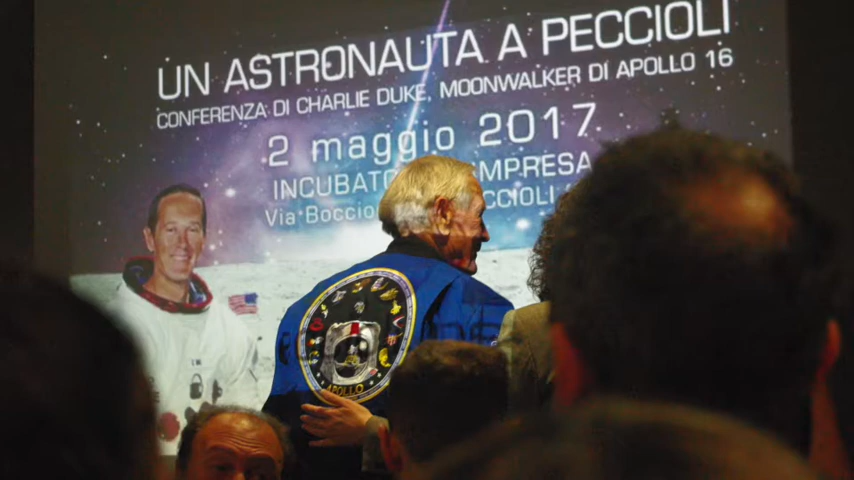 UN ASTRONAUTA A PECCIOLI
CONFERENZA DI CHARLIE DUKE, MOONWALKER DI APOLLO 16
2 maggio 2017
INCUBATO MPRESA
Via Boccio CCIOLI
APOLLO